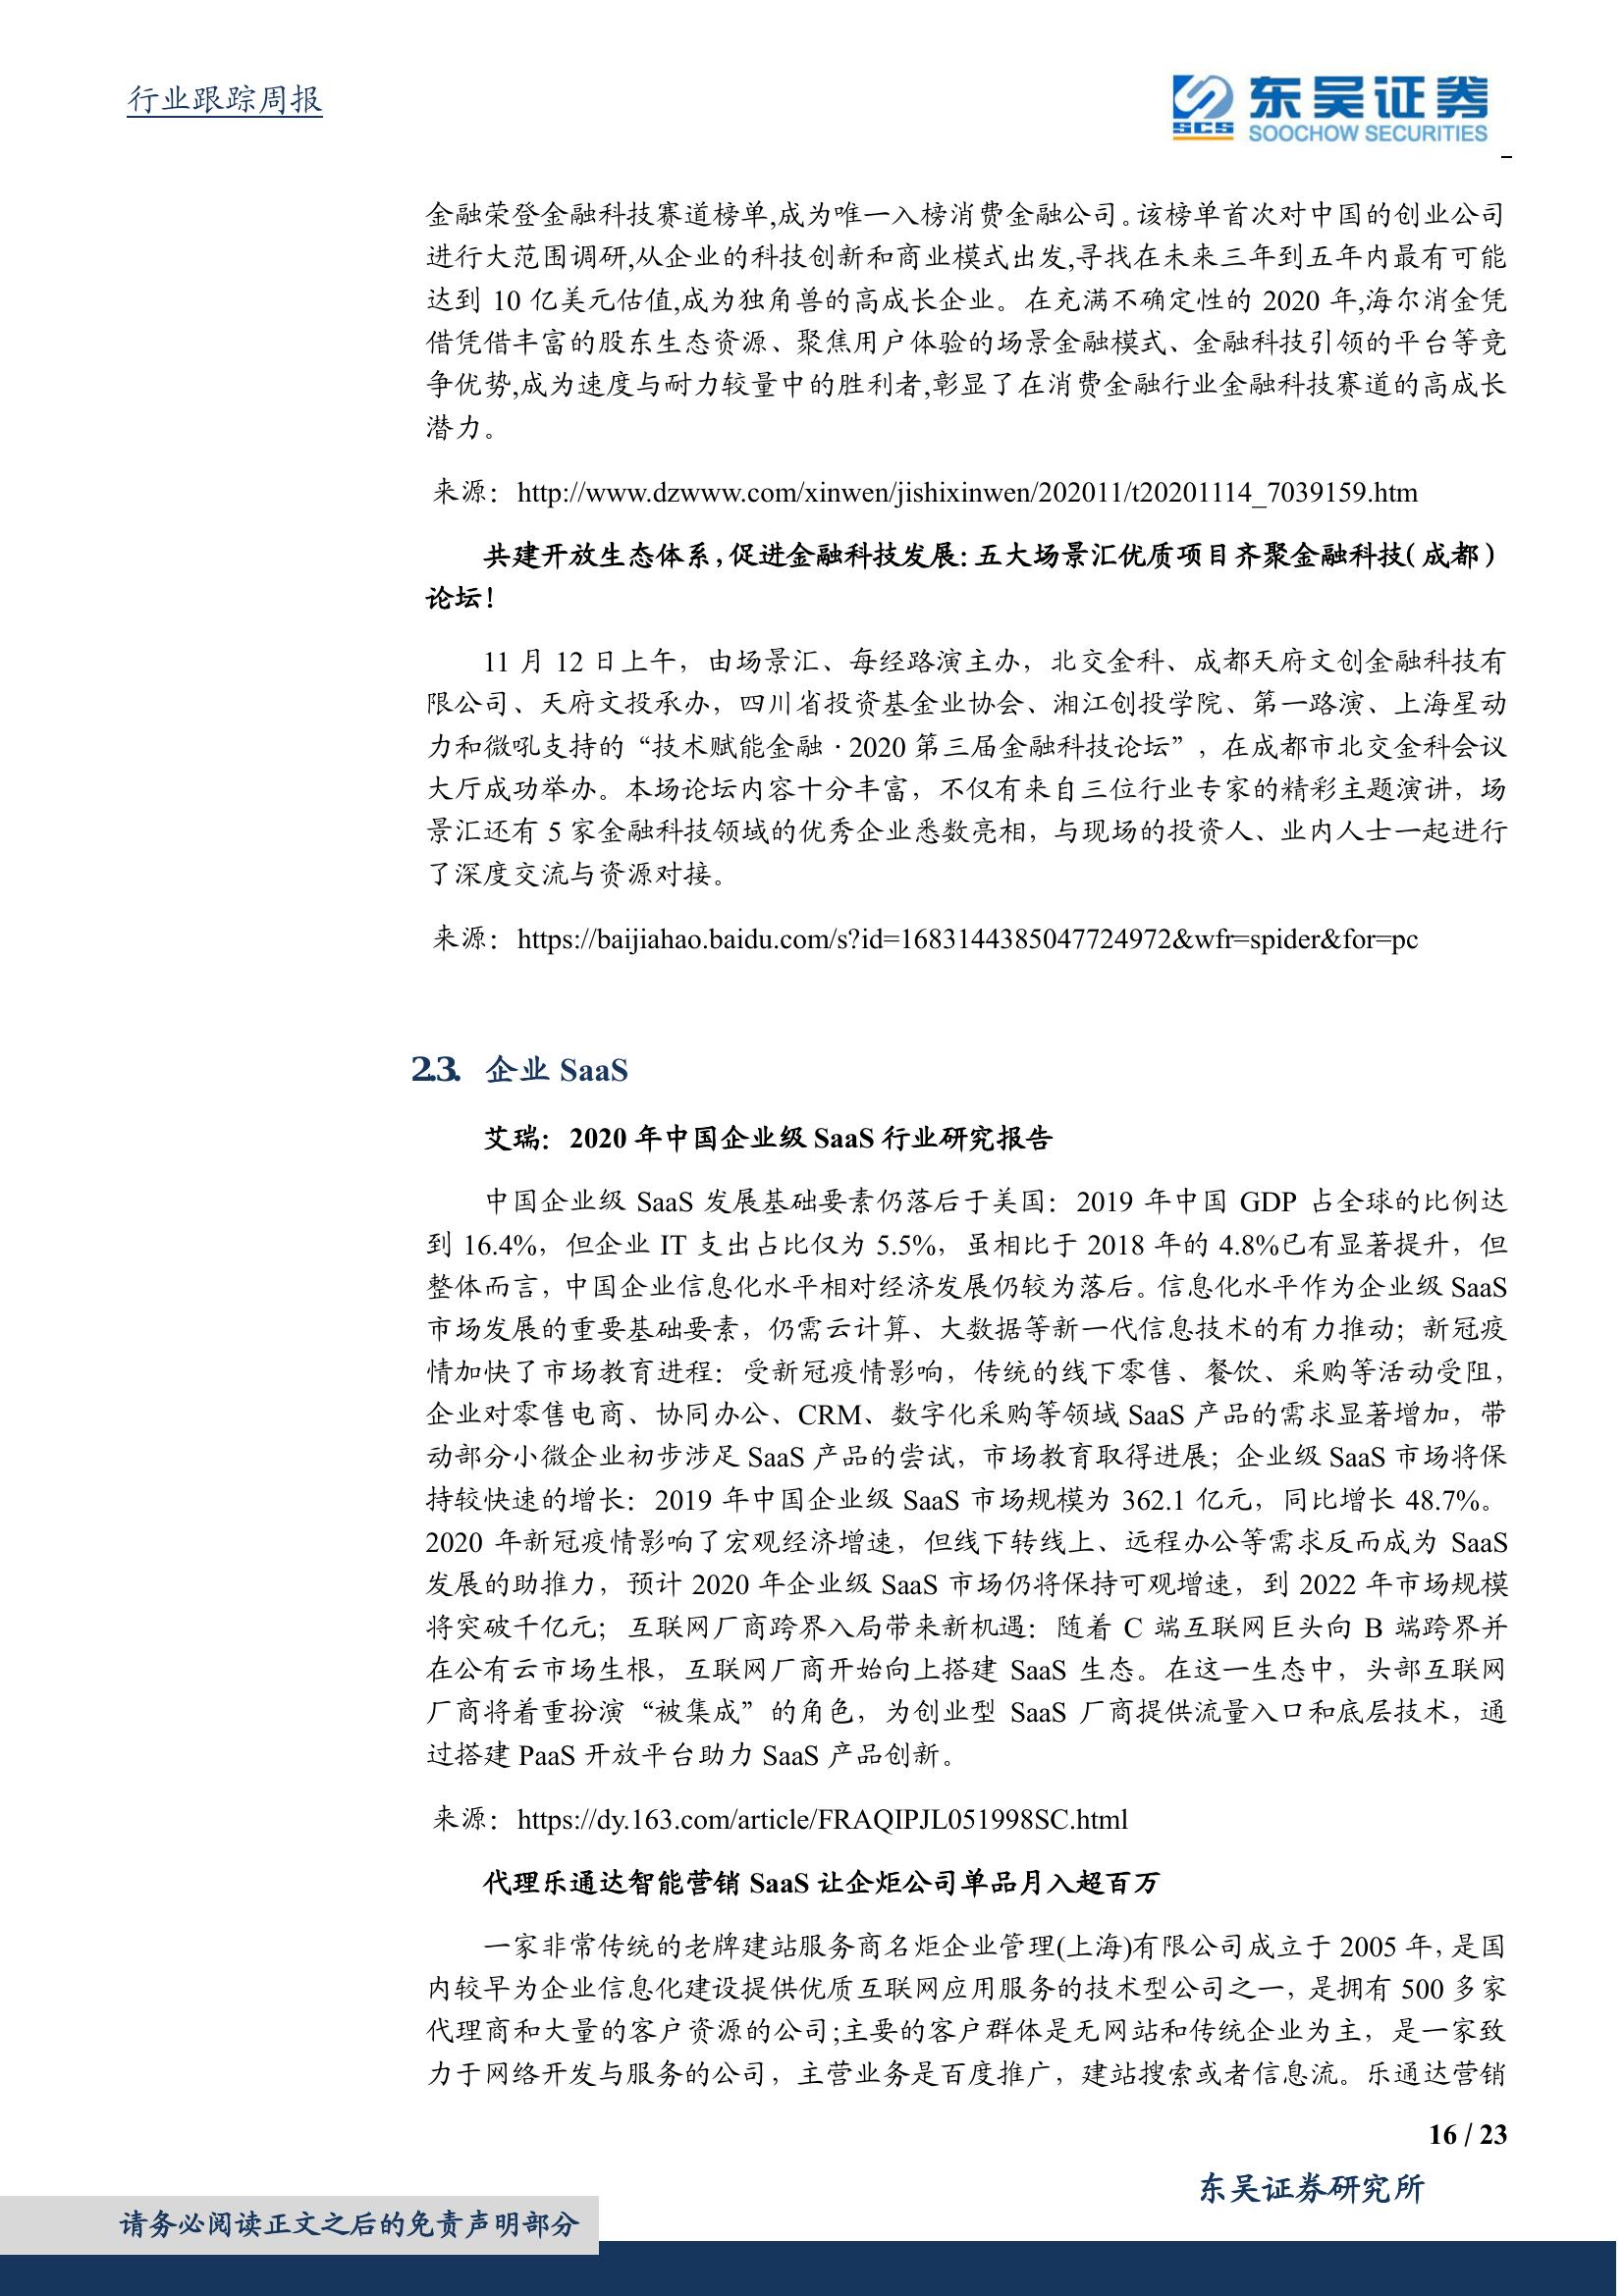 行业跟踪周报
东吴证券
SCS
SOOCHOW SECURITIES
金融荣登金融科技赛道榜单,成为唯一入榜消费金融公司。该榜单首次对中国的创业公司
进行大范围调研,从企业的科技创新和商业模式出发,寻找在未来三年到五年内最有可能
达到 10 亿美元估值,成为独角兽的高成长企业。在充满不确定性的 2020 年,海尔消金凭
借凭借丰富的股东生态资源、聚焦用户体验的场景金融模式、金融科技引领的平台等竞
争优势,成为速度与耐力较量中的胜利者,彰显了在消费金融行业金融科技赛道的高成长
潜力。
来源：http://www.dzwww.com/xinwen/jishixinwen/202011/t20201114_7039159.htm
共建开放生态体系，促进金融科技发展：五大场景汇优质项目齐聚金融科技（成都）
论坛！
11 月 12 日上午，由场景汇、每经路演主办，北交金科、成都天府文创金融科技有
限公司、天府文投承办，四川省投资基金业协会、湘江创投学院、第一路演、上海星动
力和微吼支持的“技术赋能金融 · 2020 第三届金融科技论坛”，在成都市北交金科会议
大厅成功举办。本场论坛内容十分丰富，不仅有来自三位行业专家的精彩主题演讲，场
景汇还有 5 家金融科技领域的优秀企业悉数亮相，与现场的投资人、业内人士一起进行
了深度交流与资源对接。
来源：https://baijiahao.baidu.com/s?id=1683144385047724972&wfr=spider&for=pc
2.3. 企业 SaaS
艾瑞：2020 年中国企业级 SaaS 行业研究报告
中国企业级 SaaS 发展基础要素仍落后于美国：2019 年中国 GDP 占全球的比例达
到 16.4%，但企业 IT 支出占比仅为 5.5%，虽相比于 2018 年的 4.8%已有显著提升，但
整体而言，中国企业信息化水平相对经济发展仍较为落后。信息化水平作为企业级 SaaS
市场发展的重要基础要素，仍需云计算、大数据等新一代信息技术的有力推动；新冠疫
情加快了市场教育进程：受新冠疫情影响，传统的线下零售、餐饮、采购等活动受阻，
企业对零售电商、协同办公、CRM、数字化采购等领域 SaaS 产品的需求显著增加，带
动部分小微企业初步涉足 SaaS 产品的尝试，市场教育取得进展；企业级 SaaS 市场将保
持较快速的增长：2019 年中国企业级 SaaS 市场规模为 362.1 亿元，同比增长 48.7%。
2020 年新冠疫情影响了宏观经济增速，但线下转线上、远程办公等需求反而成为 SaaS
发展的助推力，预计 2020 年企业级 SaaS 市场仍将保持可观增速，到 2022 年市场规模
将突破千亿元；互联网厂商跨界入局带来新机遇：随着 C 端互联网巨头向 B 端跨界并
在公有云市场生根，互联网厂商开始向上搭建 SaaS 生态。在这一生态中，头部互联网
厂商将着重扮演“被集成”的角色，为创业型 SaaS 厂商提供流量入口和底层技术，通
过搭建 PaaS 开放平台助力 SaaS 产品创新。
来源：https://dy.163.com/article/FRAQIPJL051998SC.html
代理乐通达智能营销 SaaS 让企炬公司单品月入超百万
一家非常传统的老牌建站服务商名炬企业管理(上海)有限公司成立于 2005 年，是国
内较早为企业信息化建设提供优质互联网应用服务的技术型公司之一，是拥有 500 多家
代理商和大量的客户资源的公司;主要的客户群体是无网站和传统企业为主，是一家致
力于网络开发与服务的公司，主营业务是百度推广，建站搜索或者信息流。乐通达营销
16 / 23
东吴证券研究所
请务必阅读正文之后的免责声明部分